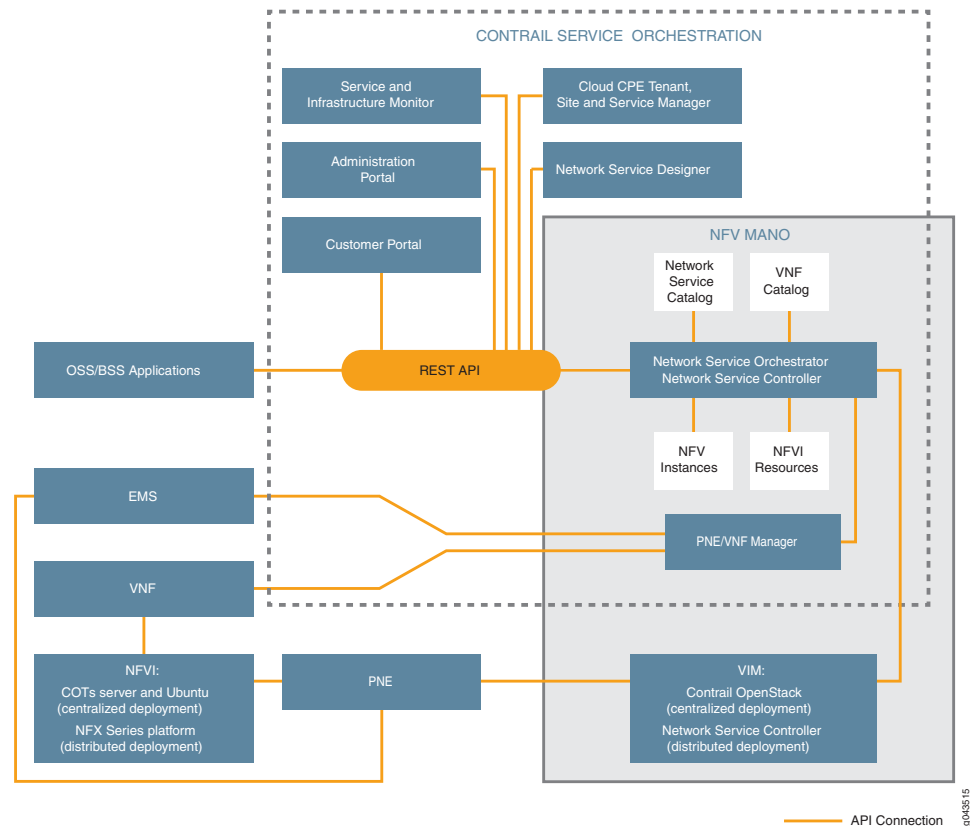 CONTRAIL SERVICE ORCHESTRATION
Service and
Infrastructure Monitor
Cloud CPE Tenant,
Site and Service Manager
Administration
Portal
Network Service Designer
Customer Portal
NFV MANO
Network
Service
Catalog
VNF
Catalog
OSS/BSS Applications
REST API
Network Service Orchestrator
Network Service Controller
NFV
Instances
NFVI
Resources
EMS
PNE/VNF Manager
VNF
NFVI:
COTs server and Ubuntu
(centralized deployment)
NFX Series platform
(distributed deployment)
PNE
VIM:
Contrail OpenStack
(centralized deployment)
Network Service Controller
(distributed deployment)
API Connection
g043515